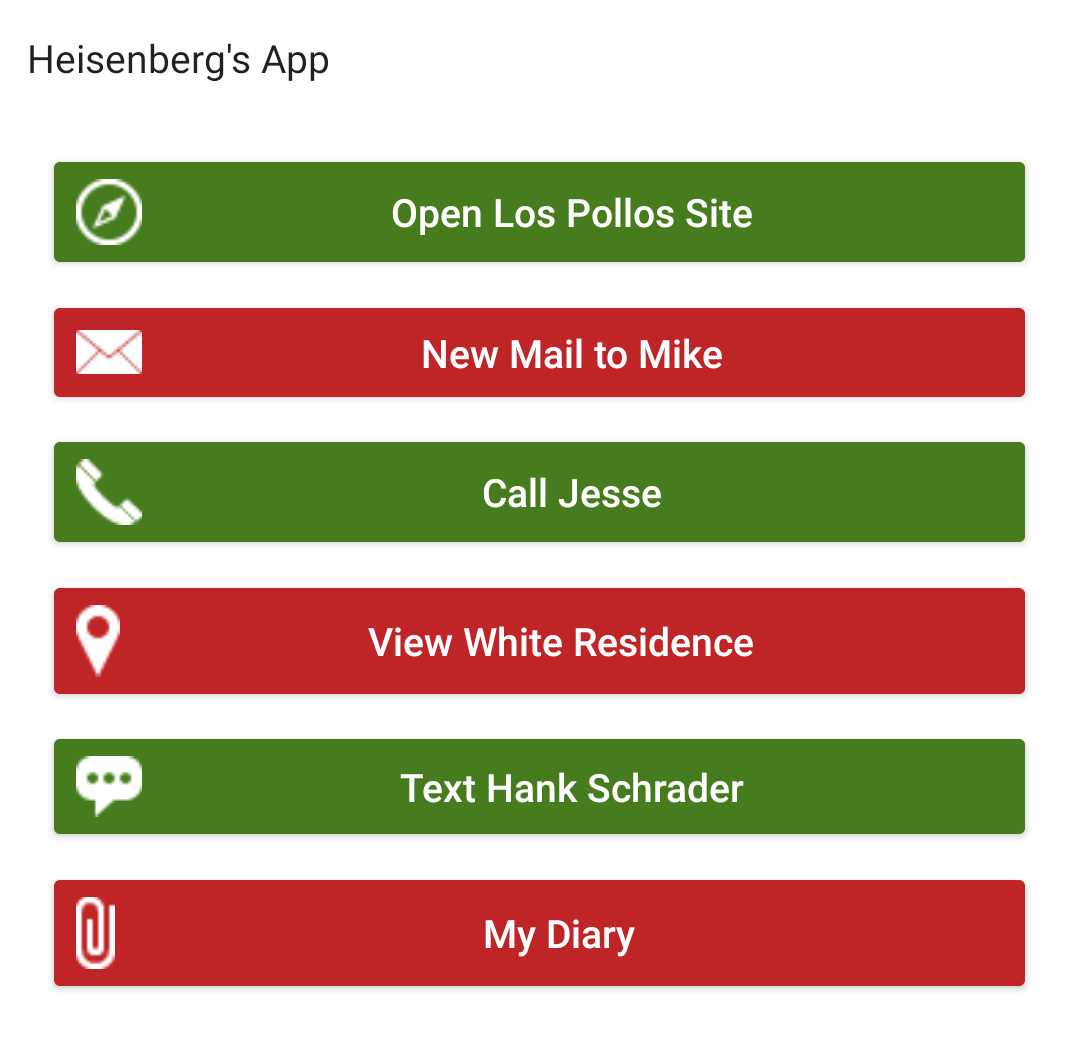 Heisenberg's App
Open Los Pollos Site
New Mail to Mike
Call Jesse
View White Residence
Text Hank Schrader
My Diary